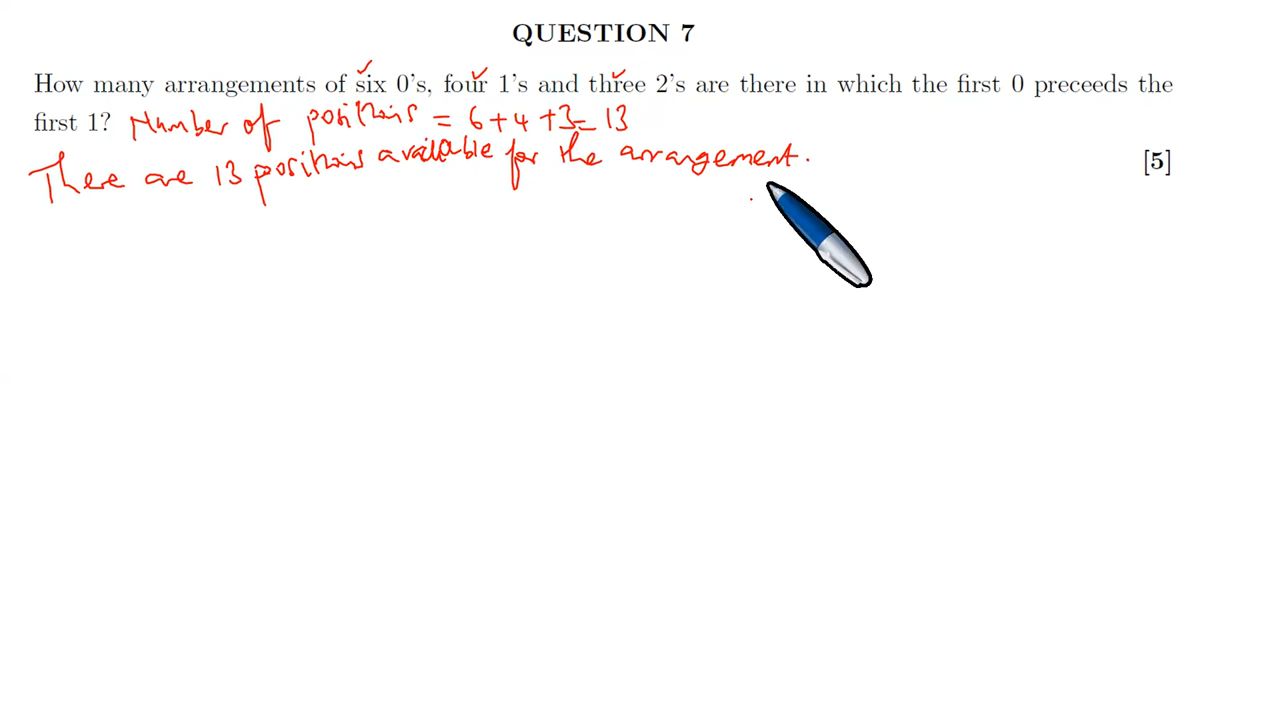 QUESTION 7
How many arrangements of six 0's, four 1's and three 2's are there in which the first 0 preceeds the
first 1? Number of positions = 6+4+3=13
There are 13 positions available for the arrangement.
[5]